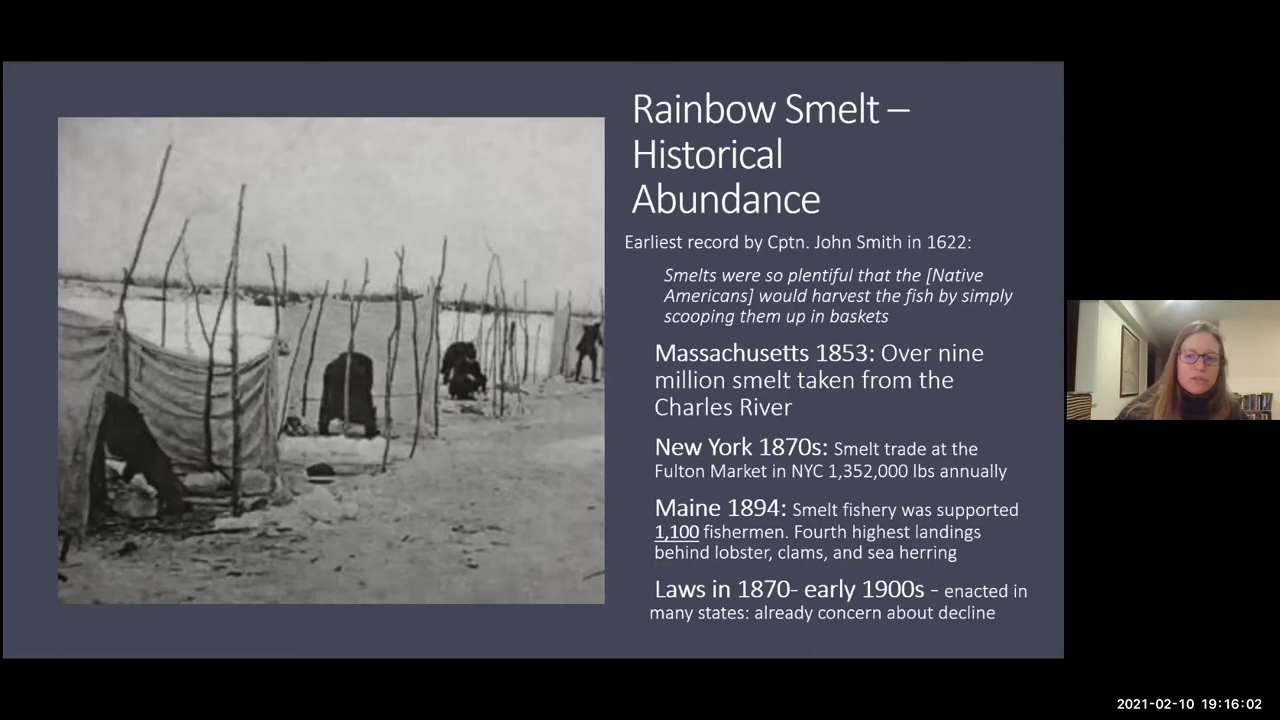 Rainbow Smelt –
Historical
Abundance
Earliest record by Cptn. John Smith in 1622:
Smelts were so plentiful that the [Native
Americans] would harvest the fish by simply
scooping them up in baskets
Massachusetts 1853: Over nine
million smelt taken from the
Charles River
New York 1870s: Smelt trade at the
Fulton Market in NYC 1,352,000 lbs annually
Maine 1894: Smelt fishery was supported
1,100 fishermen. Fourth highest landings
behind lobster, clams, and sea herring
Laws in 1870- early 1900s - enacted in
many states: already concern about decline
2021-02-10 19:16:02